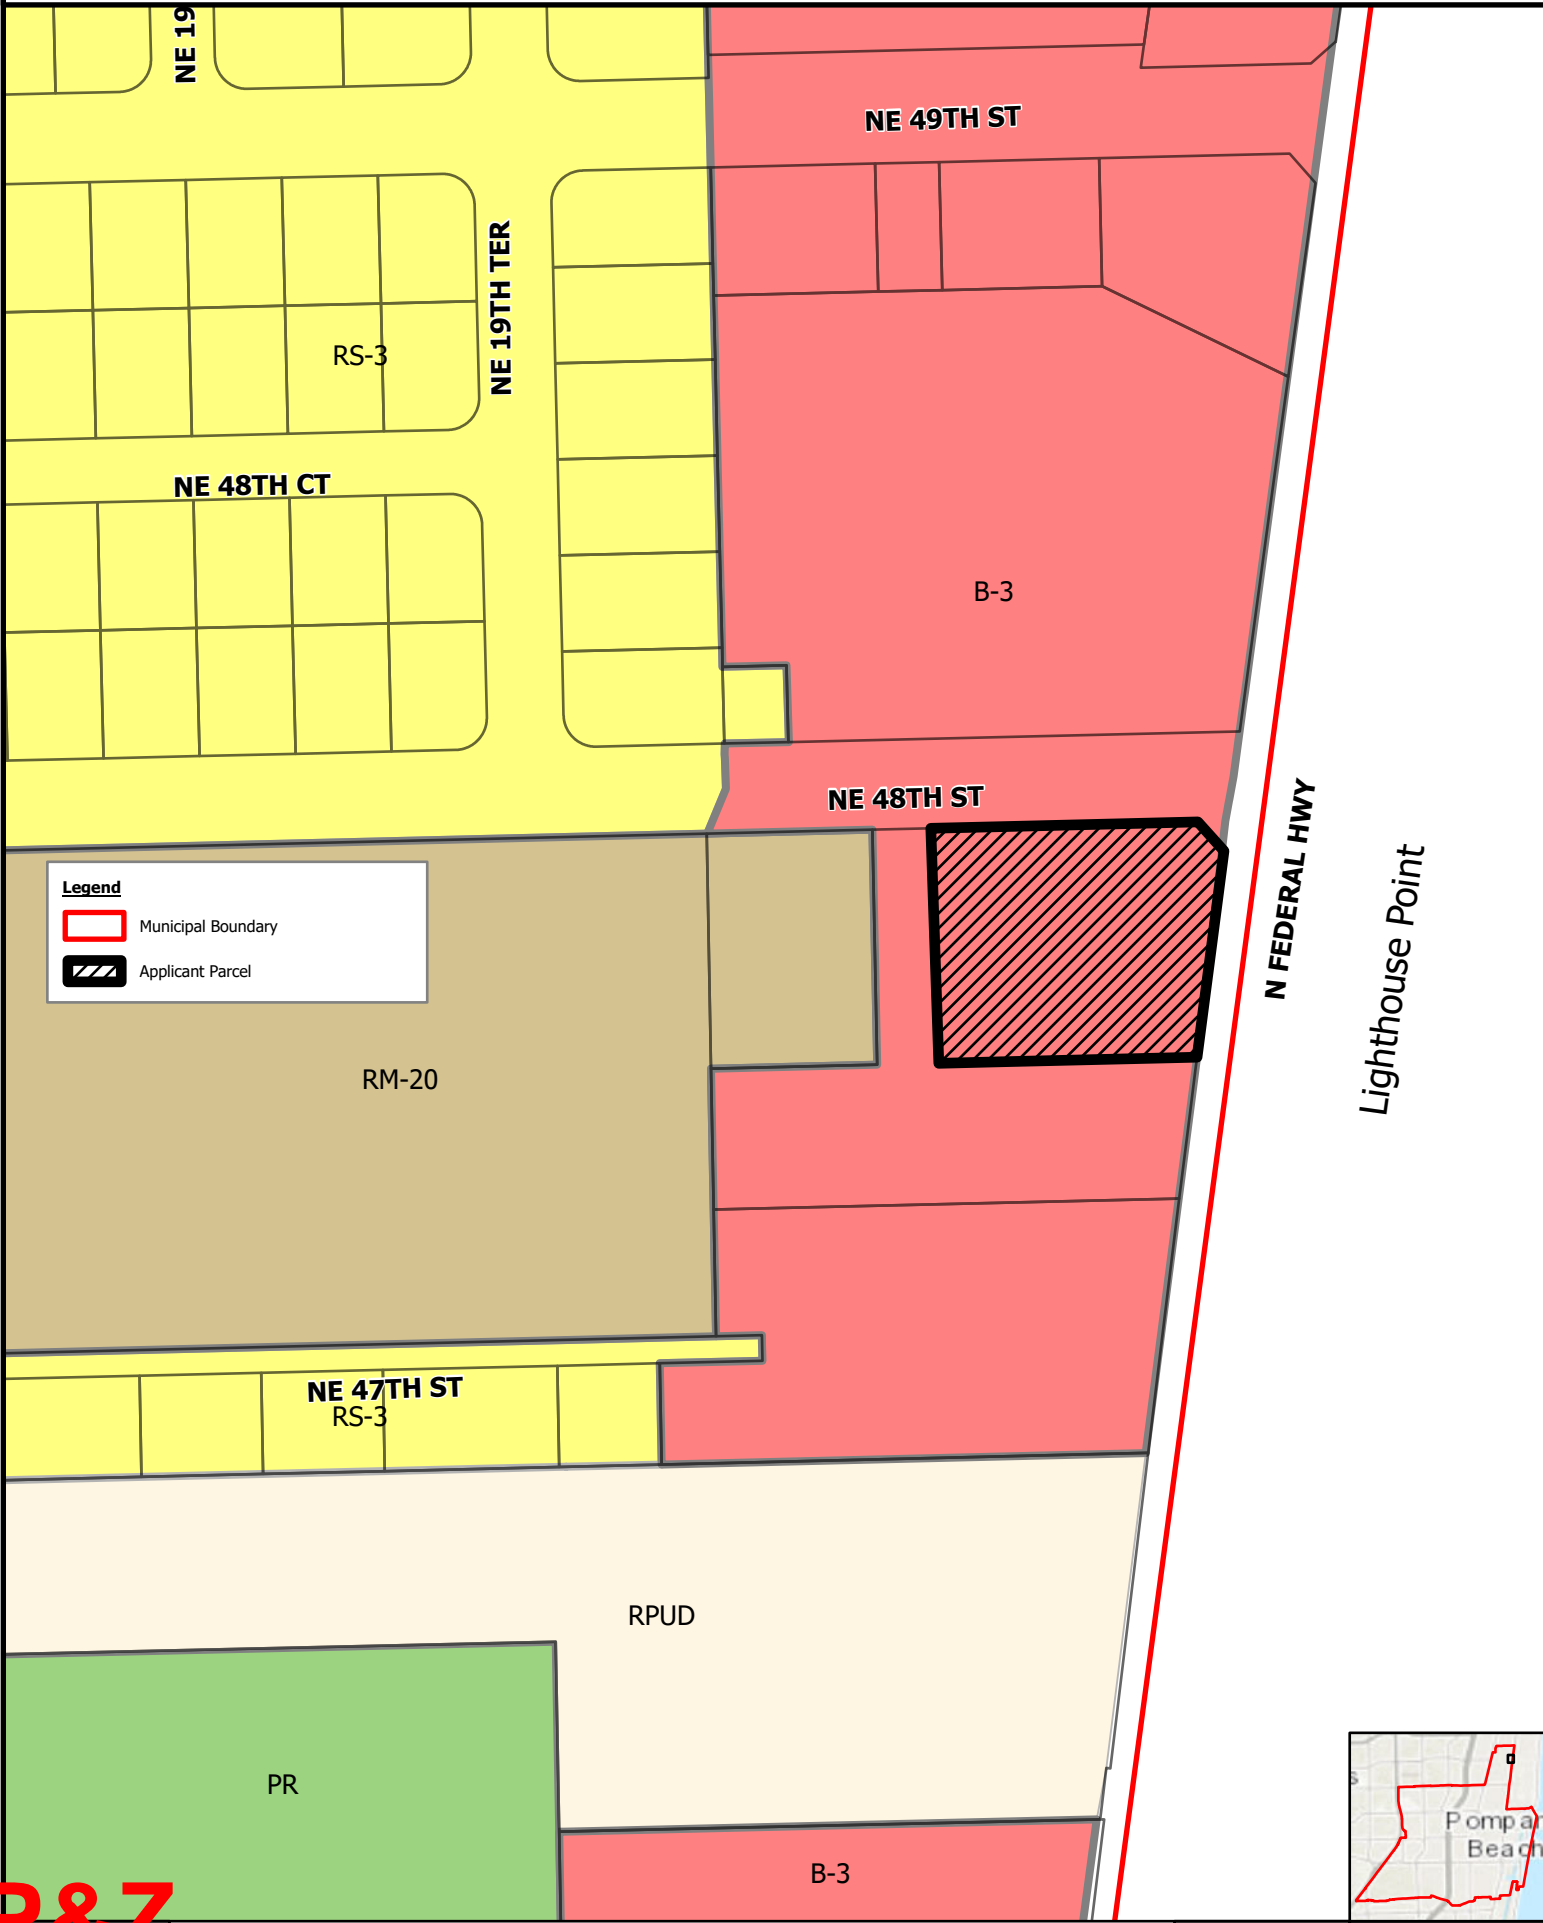 NE 19
NE 49TH ST
NE 19TH TER
RS-3
NE 48TH CT
B-3
NE 48TH ST
N FEDERAL HWY
Lighthouse Point
Legend
Municipal Boundary
Applicant Parcel
RM-20
NE 47TH ST
RS-3
RPUD
PR
B-3
Beach
P&Z